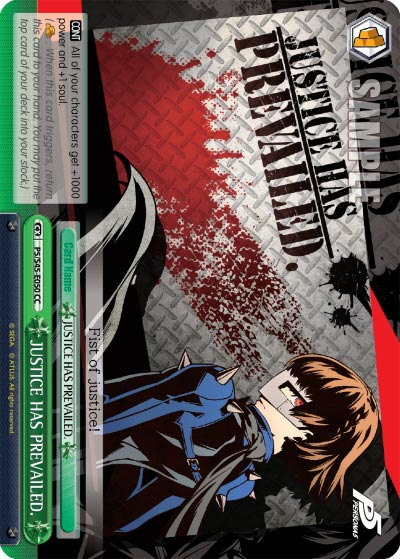 JUSTICE HAS
PREVAILED.
SAMPLE
P5
PERSONA5
Fist of justice!
Card Name
JUSTICE HAS PREVAILED.
CONT All of your characters get +1000
power and +1 soul.
( : When this card triggers, return
this card to your hand. You may put the
top card of your deck into your stock)
CX P5/S45-E050 CC
JUSTICE HAS PREVAILED.
© SEGA © ATLUS. All rights reserved.